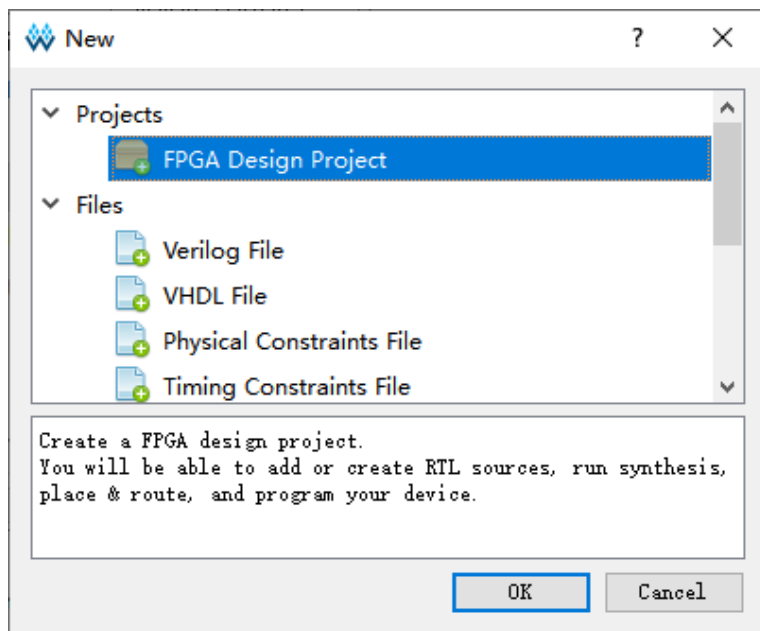 New
?
Projects
FPGA Design Project
Files
Verilog File
VHDL File
Physical Constraints File
Timing Constraints File
Create a FPGA design project.
You will be able to add or create RTL sources, run synthesis,
place & route, and program your device.
OK
Cancel